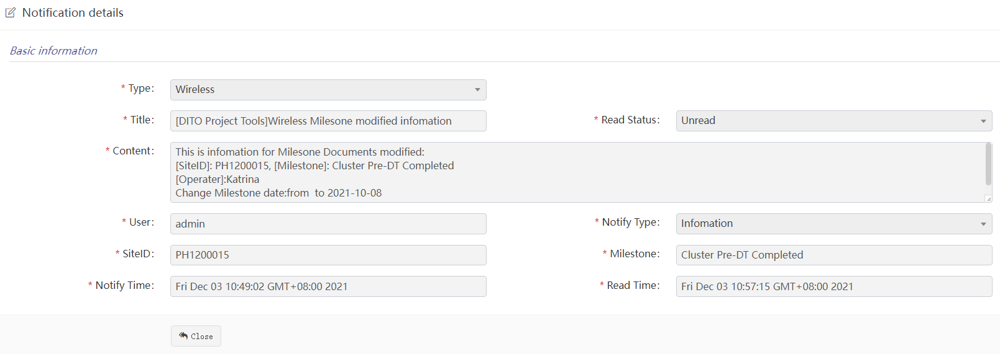 Notification details
Basic information
* Type:
Wireless
* Title:
[DITO Project Tools]Wireless Milesone modified infomation
* Read Status:
Unread
* Content:
This is infomation for Milesone Documents modified:
[SiteID]: PH1200015, [Milestone]: Cluster Pre-DT Completed
[Operater]:Katrina
Change Milestone date:from  to 2021-10-08
* User:
admin
* Notify Type:
Infomation
* SiteID:
PH1200015
* Milestone:
Cluster Pre-DT Completed
* Notify Time:
Fri Dec 03 10:49:02 GMT+08:00 2021
* Read Time:
Fri Dec 03 10:57:15 GMT+08:00 2021
Close